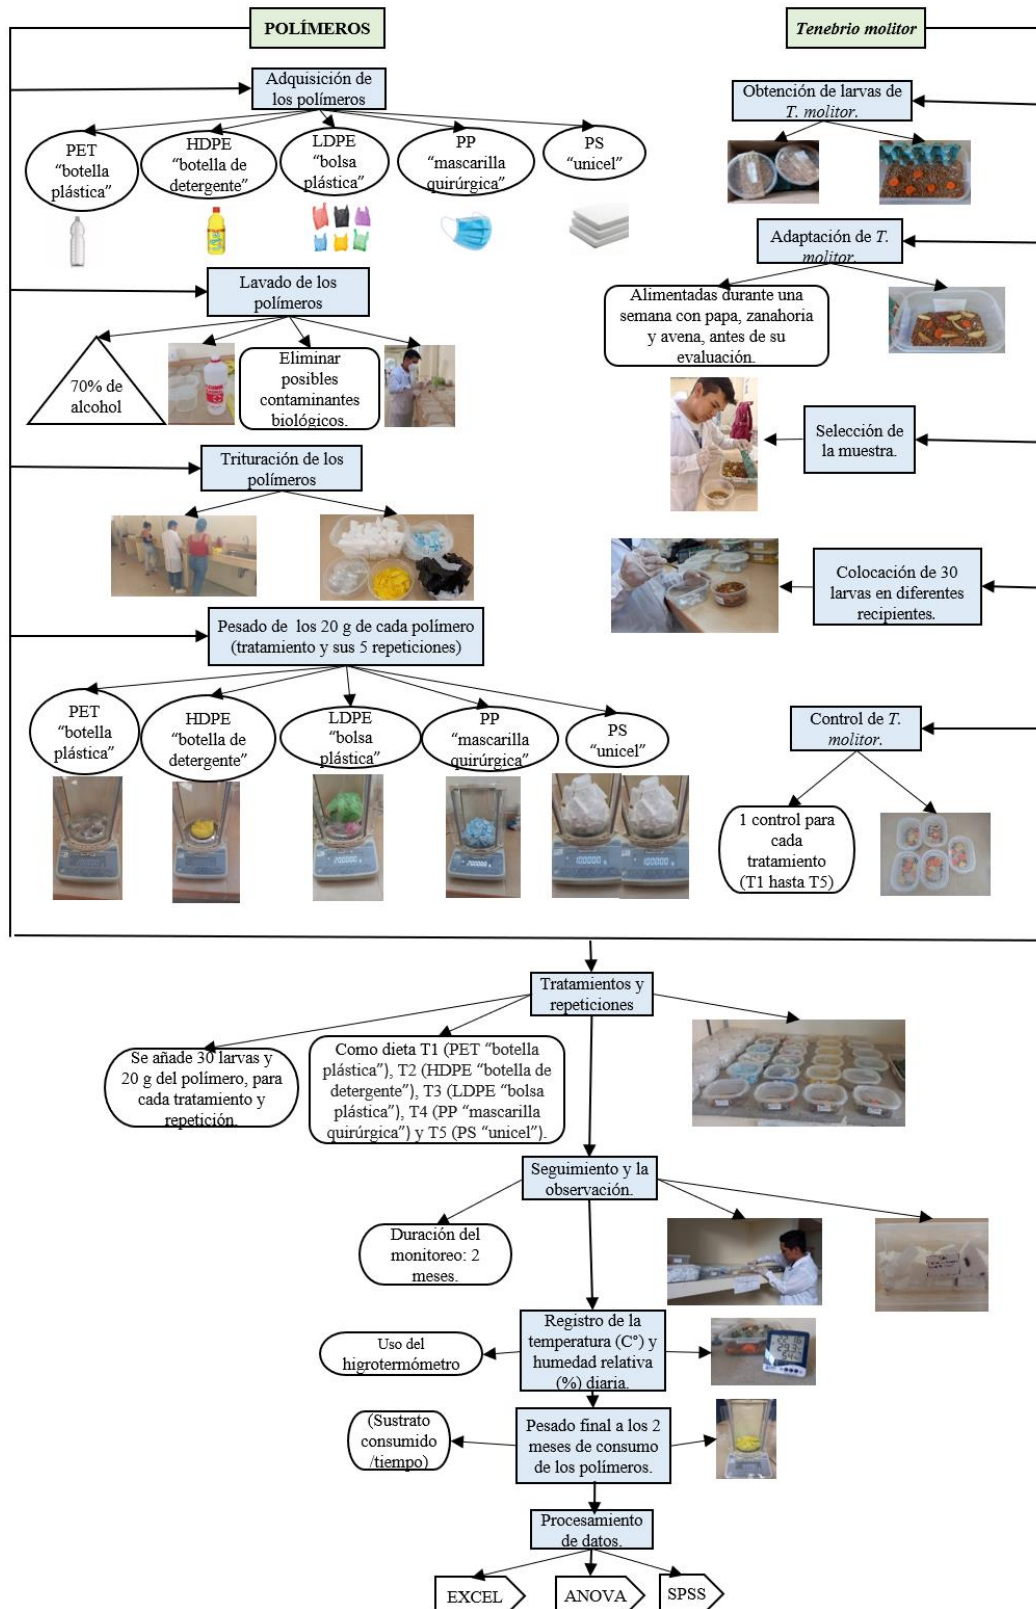 POLÍMEROS
Adquisición de
los polímeros
PET
“botella
plástica”
HDPE
“botella
de
detergente”
LDPE
“bolsa
plástica”
PP
“mascarilla
quirúrgica”
PS
“unicel”
Lavado de los
polímeros
70% de
alcohol
Eliminar
posibles
contaminantes
biológicos.
Trituración de los
polímeros
Pesado de los 20 g de cada polímero
(tratamiento y sus 5 repeticiones)
PET
“botella
plástica”
HDPE
“botella de
detergente”
LDPE
“bolsa
plástica”
PP
“mascarilla
quirúrgica”
PS
“unicel”
Tenebrio molitor
Obtención de larvas de
T. molitor.
Adaptación de T.
molitor.
Alimentadas durante una
semana con papa, zanahoria
y avena, antes de su
evaluación.
Selección de
la muestra.
Colocación de 30
larvas en diferentes
recipientes.
Control de T.
molitor.
1 control para
cada
tratamiento
(T1 hasta T5)
Tratamientos y
repeticiones
Se añade 30 larvas y
20 g del polímero, para
cada tratamiento y
repetición.
Como dieta T1 (PET “botella
plástica”), T2 (HDPE “botella de
detergente”), T3 (LDPE “bolsa
plástica”), T4 (PP “mascarilla
quirúrgica”) y T5 (PS “unicel”).
Seguimiento y la
observación.
Duración del
monitoreo: 2
meses.
Registro de la
temperatura (C°) y
humedad relativa
(%) diaria.
Uso del
higrotermómetro
Pesado final a los 2
meses de consumo
de los polímeros.
(Sustrato
consumido
/tiempo)
Procesamiento
de datos.
EXCEL
ANOVA
SPSS